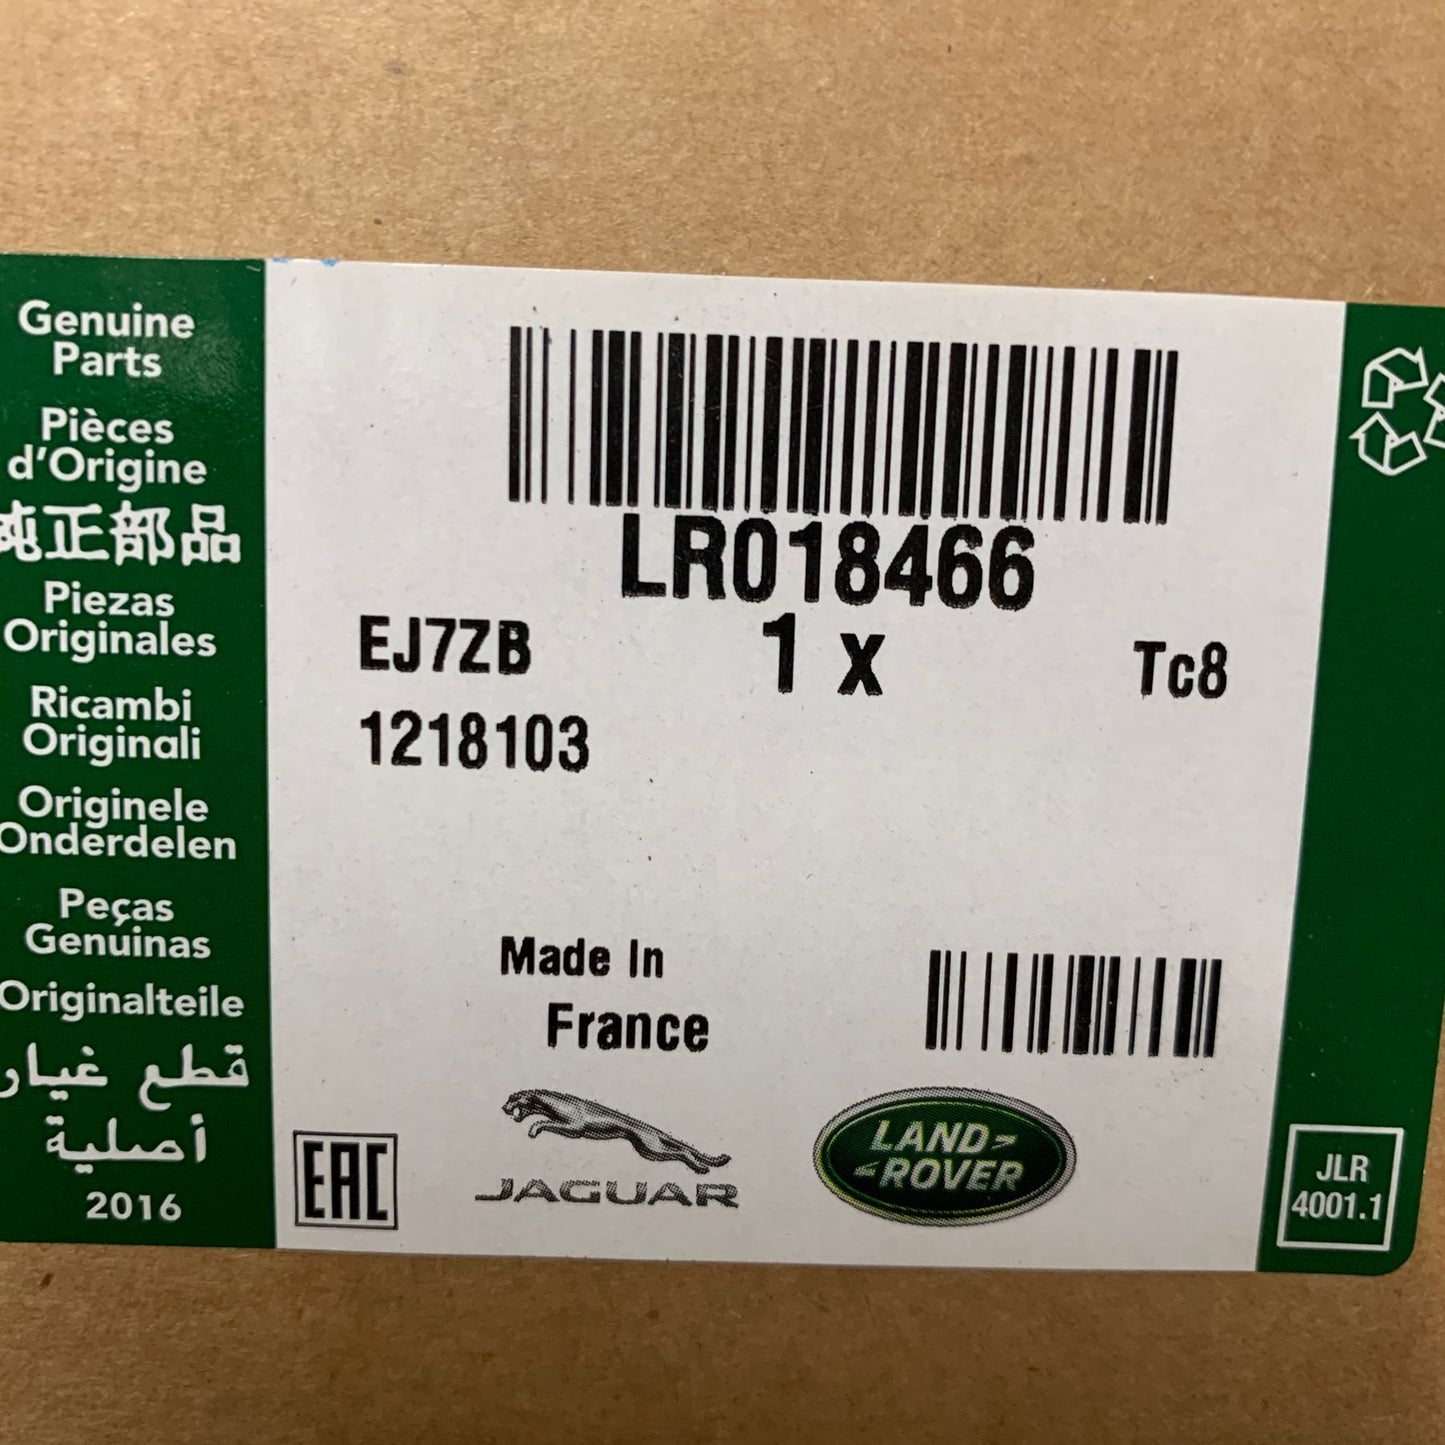 Genuine
Parts
Pièces
d'Origine
純正部品
Piezas
Originales
Ricambi
Originali
Originele
Onderdelen
Peças
Genuinas
Originalteile
قطع غيار
أصلية
2016
LR018466
EJ7ZB
1 x
Tc8
1218103
Made In
France
EAC
JAGUAR
LAND-
-ROVER
JLR
4001.1